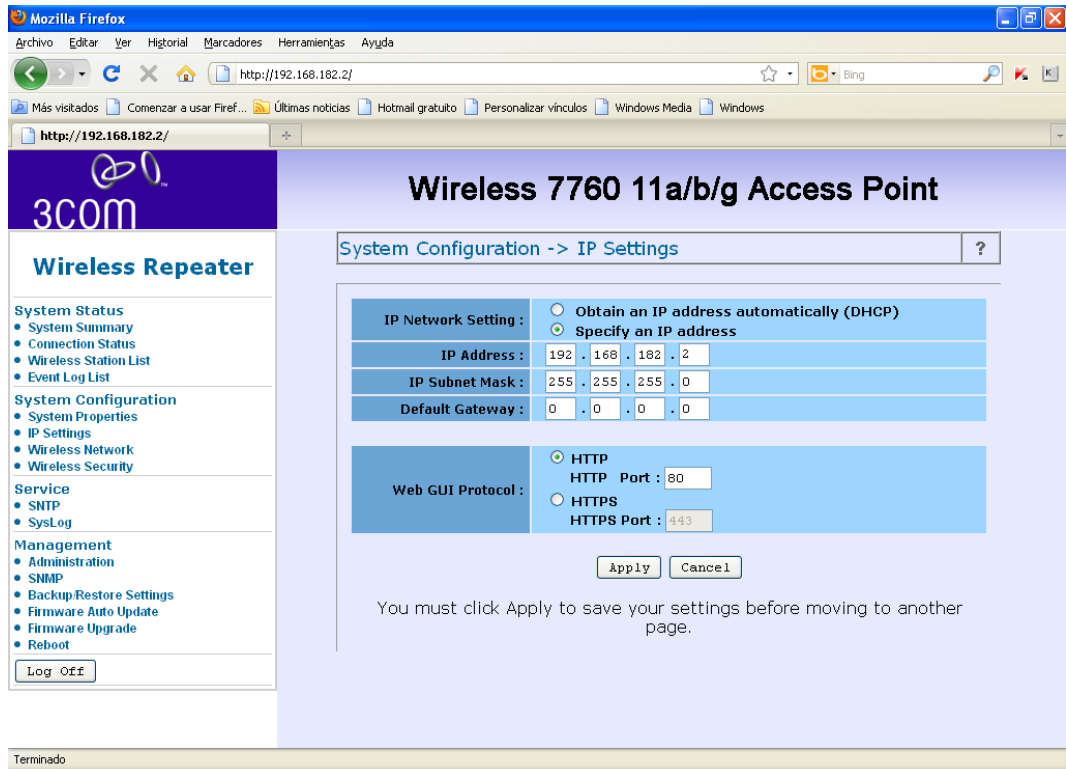 Mozilla Firefox
Archivo Editar Ver Historial Marcadores Herramientas Ayuda
http://192.168.182.2/
Bing
Más visitados Comenzar a usar Firef... Últimas noticias Hotmail gratuito Personalizar vínculos Windows Media Windows
http://192.168.182.2/
3COM
Wireless 7760 11a/b/g Access Point
Wireless Repeater
System Status
System Summary
Connection Status
Wireless Station List
Event Log List
System Configuration
System Properties
IP Settings
Wireless Network
Wireless Security
Service
SNTP
SysLog
Management
Administration
SNMP
Backup/Restore Settings
Firmware Auto Update
Firmware Upgrade
Reboot
Log Off
System Configuration -> IP Settings ?
IP Network Setting : Obtain an IP address automatically (DHCP)
Specify an IP address
IP Address : 192 . 168 . 182 . 2
IP Subnet Mask : 255 . 255 . 255 . 0
Default Gateway : 0 . 0 . 0 . 0
Web GUI Protocol : HTTP
HTTP Port : 80
HTTPS
HTTPS Port : 443
Apply Cancel
You must click Apply to save your settings before moving to another
page.
Terminado